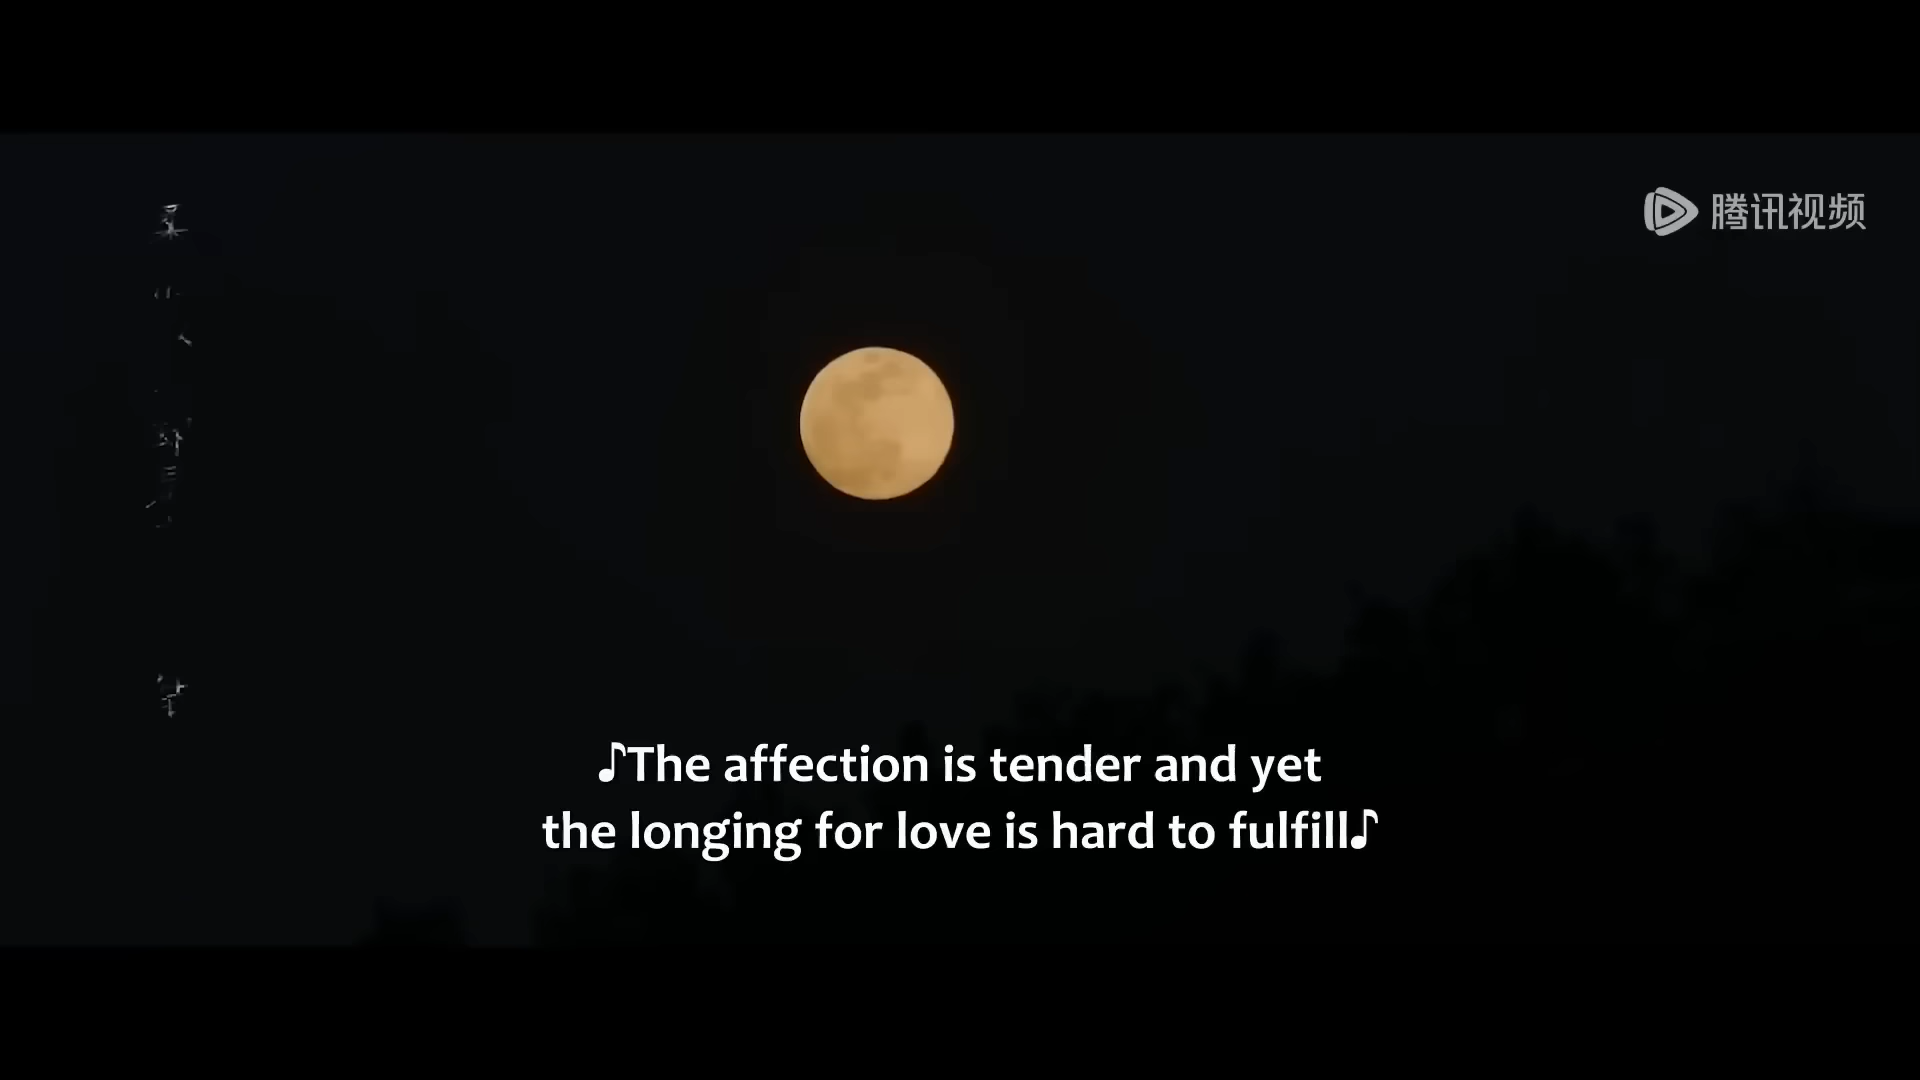 腾讯视频
♪The affection is tender and yet
the longing for love is hard to fulfill♪